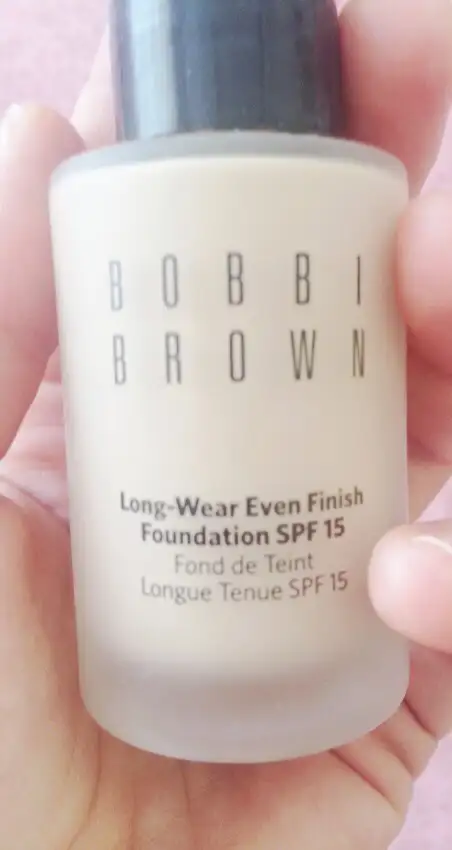 BOBBI
BROWN
Long-Wear Even Finish
Foundation SPF 15
Fond de Teint
Longue Tenue SPF 15